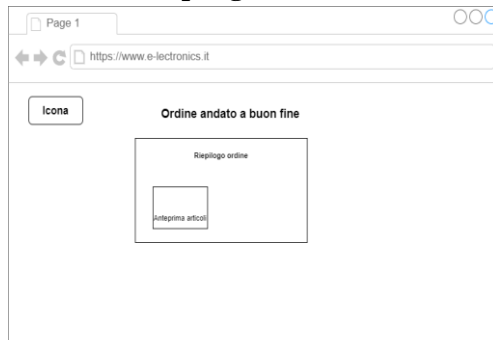 Page 1
https://www.e-lectronics.it
Icona
Ordine andato a buon fine
Riepilogo ordine
Anteprima articoli